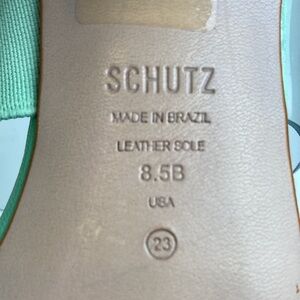 SCHUTZ
MADE IN BRAZIL
LEATHER SOLE
8.5B
USA
23